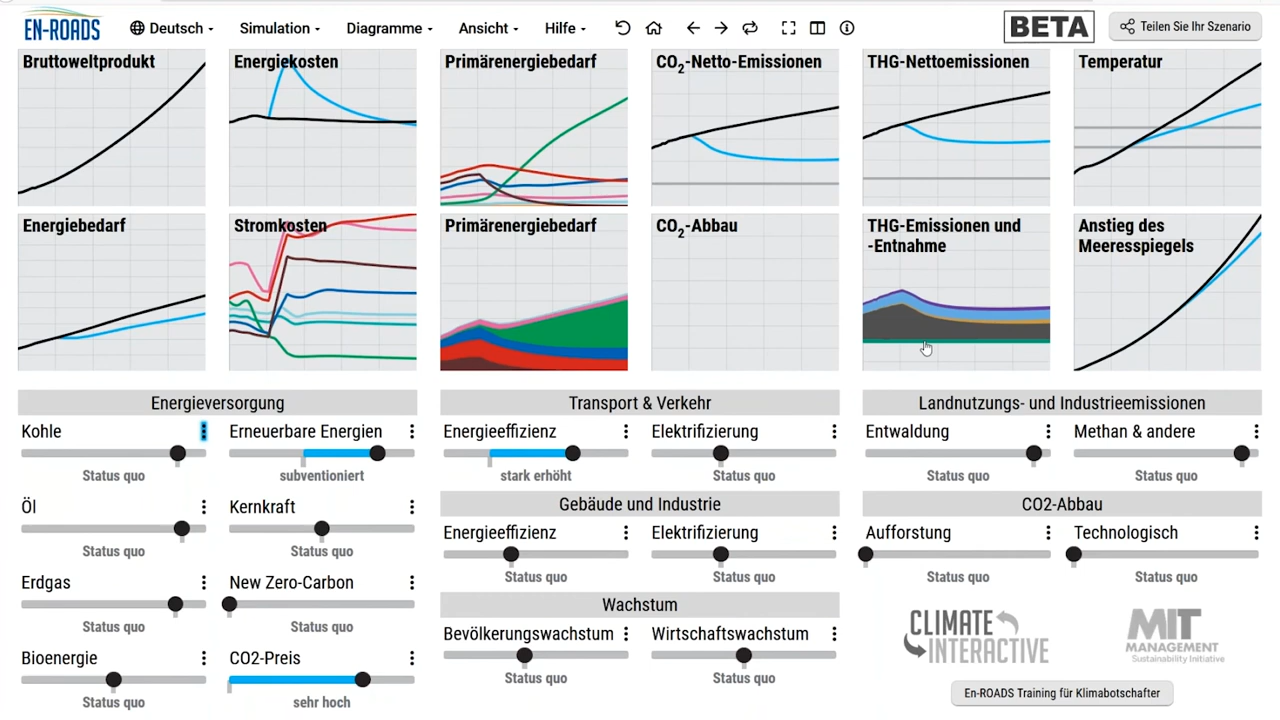 EN-ROADS
Deutsch
Simulation
Diagramme
Ansicht
Hilfe
BETA
Teilen Sie Ihr Szenario
Bruttoweltprodukt
Energiekosten
Primärenergiebedarf
CO2-Netto-Emissionen
THG-Nettoemissionen
Temperatur
Energiebedarf
Stromkosten
Primärenergiebedarf
CO2-Abbau
THG-Emissionen und
-Entnahme
Anstieg des
Meeresspiegels
Energieversorgung
Kohle
Status quo
Erneuerbare Energien
subventioniert
Öl
Status quo
Kernkraft
Status quo
Erdgas
Status quo
New Zero-Carbon
Status quo
Bioenergie
Status quo
CO2-Preis
sehr hoch
Transport & Verkehr
Energieeffizienz
stark erhöht
Elektrifizierung
Status quo
Gebäude und Industrie
Energieeffizienz
Status quo
Elektrifizierung
Status quo
Wachstum
Bevölkerungswachstum
Status quo
Wirtschaftswachstum
Status quo
Landnutzungs- und Industrieemissionen
Entwaldung
Status quo
Methan & andere
Status quo
CO2-Abbau
Aufforstung
Status quo
Technologisch
Status quo
CLIMATE
INTERACTIVE
MIT
MANAGEMENT
Sustainability Initiative
En-ROADS Training für Klimabotschafter